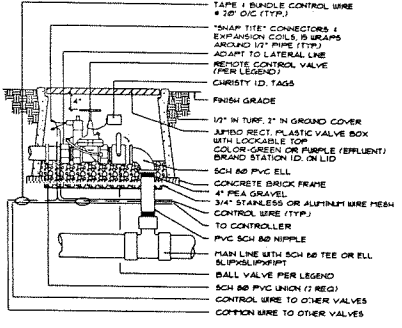 TAPE & BUNDLE CONTROL WIRE
@ 20' O/C (TYP.)
"SNAP TITE" CONNECTORS &
EXPANSION COILS, 15 WRAPS
AROUND 1/2" PIPE (TYP.)
ADAPT TO LATERAL LINE
REMOTE CONTROL VALVE
(PER LEGEND)
CHRISTY I.D. TAGS
4"
FINISH GRADE
1/2" IN TURF, 2" IN GROUND COVER
JUMBO RECT. PLASTIC VALVE BOX
WITH LOCKABLE TOP
COLOR-GREEN OR PURPLE (EFFLUENT)
BRAND STATION I.D. ON LID
SCH 80 PVC ELL
CONCRETE BRICK FRAME
4" PEA GRAVEL
3/4" STAINLESS OR ALUMINUM WIRE MESH
CONTROL WIRE (TYP.)
TO CONTROLLER
PVC SCH 80 NIPPLE
MAIN LINE WITH SCH 80 TEE OR ELL
SLIPXSLIPXFIPT
BALL VALVE PER LEGEND
SCH 80 PVC UNION (2 REQ)
CONTROL WIRE TO OTHER VALVES
COMMON WIRE TO OTHER VALVES